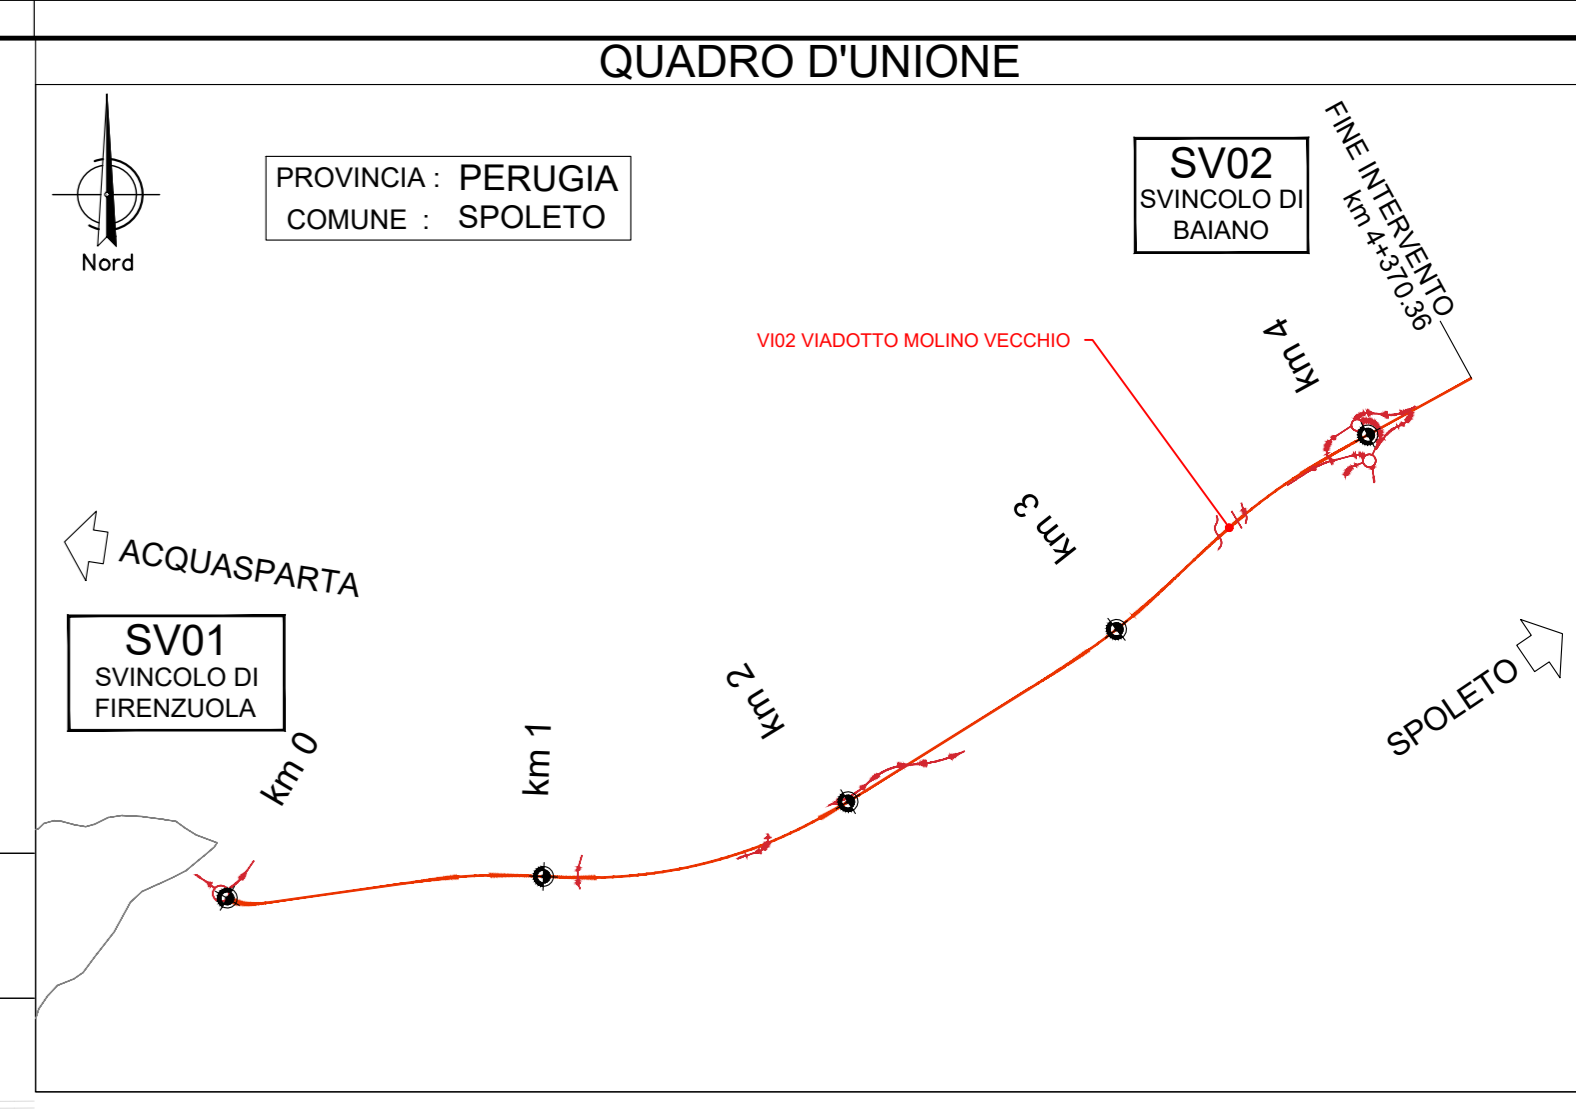 QUADRO D'UNIONE
Nord
PROVINCIA : PERUGIA
COMUNE : SPOLETO
SV02
SVINCOLO DI
BAIANO
FINE INTERVENTO
km 4+370.36
VI02 VIADOTTO MOLINO VECCHIO
km 4
km 3
ACQUASPARTA
SV01
SVINCOLO DI
FIRENZUOLA
km 2
SPOLETO
km 1
km 0